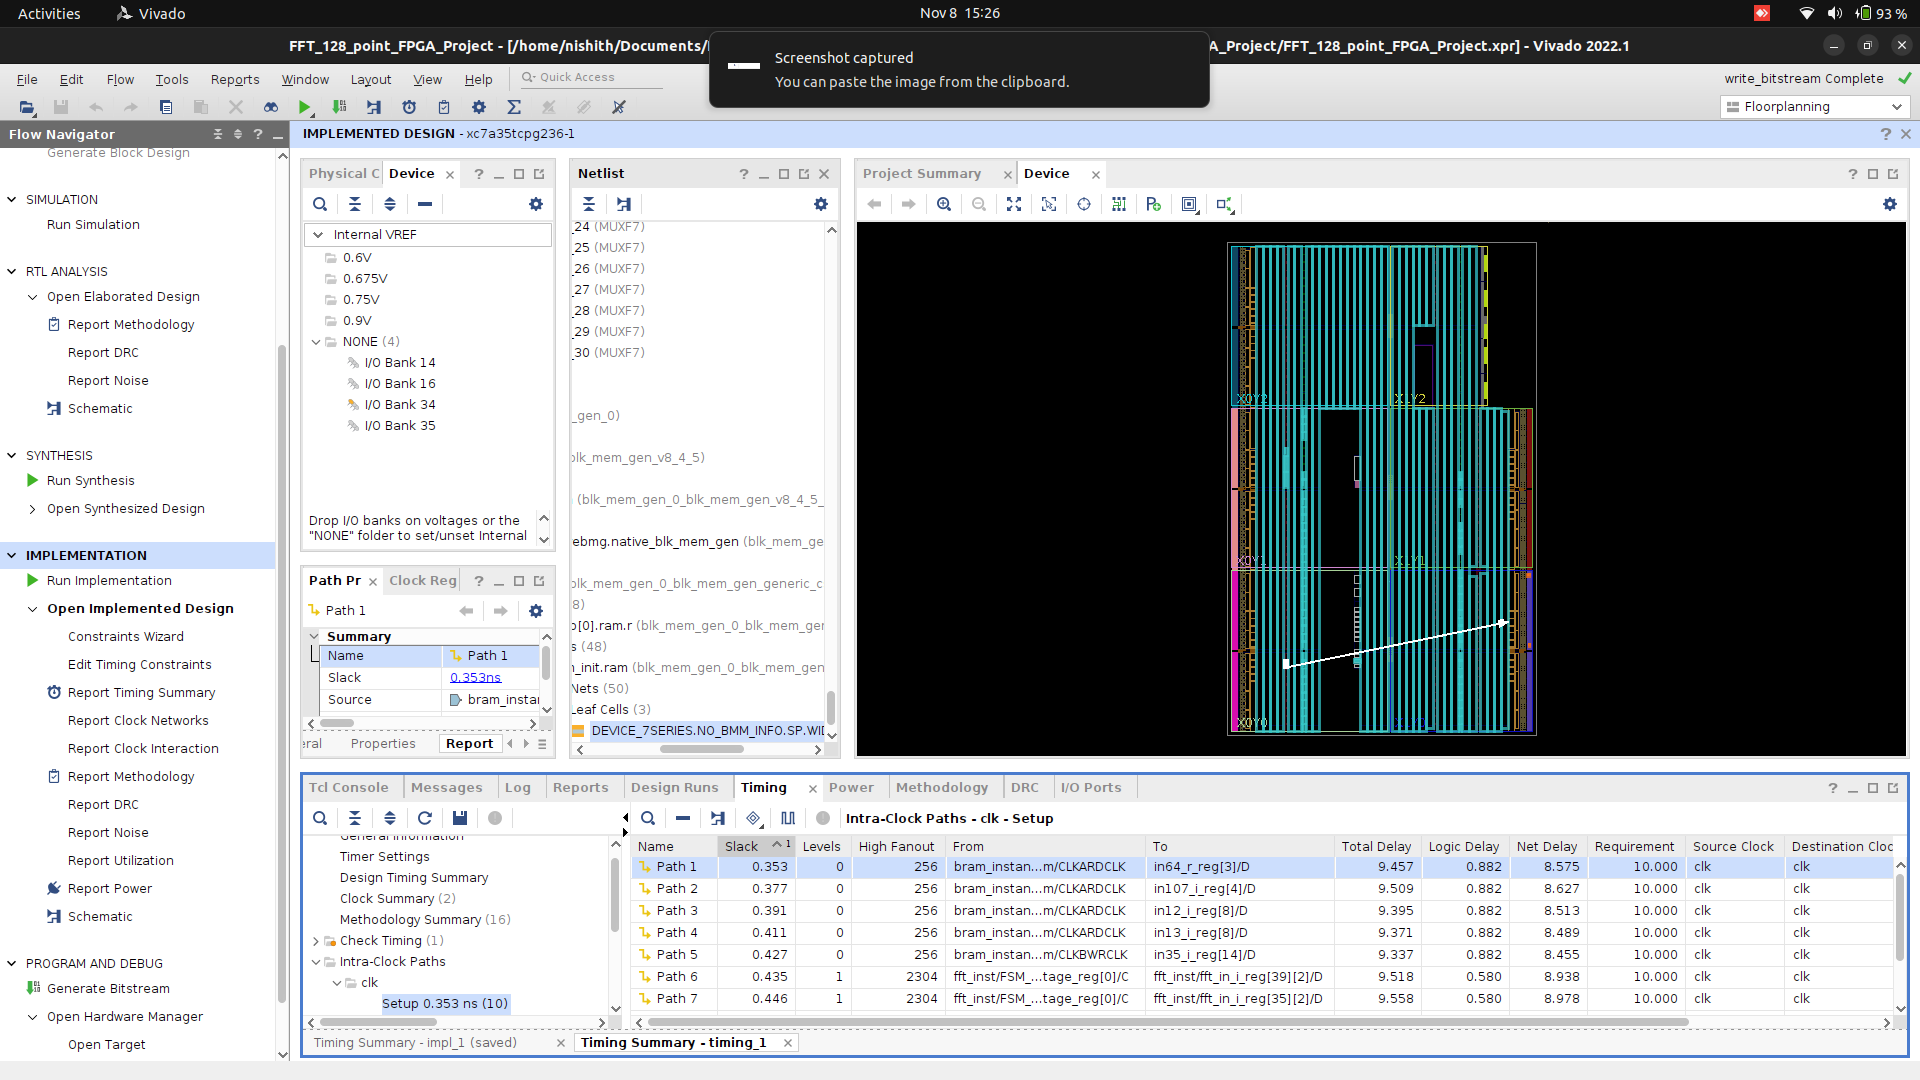 Activities
Vivado
Nov 8 15:26
93 %
FFT_128_point_FPGA_Project - [/home/nishith/Documents/
A_Project/FFT_128_point_FPGA_Project.xpr] - Vivado 2022.1
Screenshot captured
You can paste the image from the clipboard.
File Edit Flow Tools Reports Window Layout View Help
Quick Access
write_bitstream Complete
Floorplanning
Flow Navigator
Generate Block Design
SIMULATION
Run Simulation
RTL ANALYSIS
Open Elaborated Design
Report Methodology
Report DRC
Report Noise
Schematic
SYNTHESIS
Run Synthesis
Open Synthesized Design
IMPLEMENTATION
Run Implementation
Open Implemented Design
Constraints Wizard
Edit Timing Constraints
Report Timing Summary
Report Clock Networks
Report Clock Interaction
Report Methodology
Report DRC
Report Noise
Report Utilization
Report Power
Schematic
PROGRAM AND DEBUG
Generate Bitstream
Open Hardware Manager
Open Target
IMPLEMENTED DESIGN - xc7a35tcpg236-1
Physical C Device
Internal VREF
0.6V
0.675V
0.75V
0.9V
NONE (4)
I/O Bank 14
I/O Bank 16
I/O Bank 34
I/O Bank 35
Drop I/O banks on voltages or the
"NONE" folder to set/unset Internal
Path Pr Clock Reg
Path 1
Summary
Name Path 1
Slack 0.353ns
Source bram_instan
eral Properties Report
Netlist
_24 (MUXF7)
_25 (MUXF7)
_26 (MUXF7)
_27 (MUXF7)
_28 (MUXF7)
_29 (MUXF7)
_30 (MUXF7)
_gen_0)
blk_mem_gen_v8_4_5)
(blk_mem_gen_0_blk_mem_gen_v8_4_5_
ebmg.native_blk_mem_gen (blk_mem_ge
blk_mem_gen_0_blk_mem_gen_generic_c
8)
p[0].ram.r (blk_mem_gen_0_blk_mem_ger
s (48)
n_init.ram (blk_mem_gen_0_blk_mem_ger
Nets (50)
Leaf Cells (3)
DEVICE_7SERIES.NO_BMM_INFO.SP.WID
Project Summary Device
X0Y2 X1Y2
X0Y1 X1Y1
X0Y0
Tcl Console Messages Log Reports Design Runs Timing Power Methodology DRC I/O Ports
General Information
Timer Settings
Design Timing Summary
Clock Summary (2)
Methodology Summary (16)
Check Timing (1)
Intra-Clock Paths
clk
Setup 0.353 ns (10)
Intra-Clock Paths - clk - Setup
Name Slack 1 Levels High Fanout From To Total Delay Logic Delay Net Delay Requirement Source Clock Destination Cloc
Path 1 0.353 0 256 bram_instan...m/CLKARDCLK in64_r_reg[3]/D 9.457 0.882 8.575 10.000 clk clk
Path 2 0.377 0 256 bram_instan...m/CLKARDCLK in107_i_reg[4]/D 9.509 0.882 8.627 10.000 clk clk
Path 3 0.391 0 256 bram_instan...m/CLKARDCLK in12_i_reg[8]/D 9.395 0.882 8.513 10.000 clk clk
Path 4 0.411 0 256 bram_instan...m/CLKARDCLK in13_i_reg[8]/D 9.371 0.882 8.489 10.000 clk clk
Path 5 0.427 0 256 bram_instan...m/CLKBWRCLK in35_i_reg[14]/D 9.337 0.882 8.455 10.000 clk clk
Path 6 0.435 1 2304 fft_inst/FSM_...tage_reg[0]/C fft_inst/fft_in_i_reg[39][2]/D 9.518 0.580 8.938 10.000 clk clk
Path 7 0.446 1 2304 fft_inst/FSM_...tage_reg[0]/C fft_inst/fft_in_i_reg[35][2]/D 9.558 0.580 8.978 10.000 clk clk
Timing Summary - impl_1 (saved)
Timing Summary - timing_1